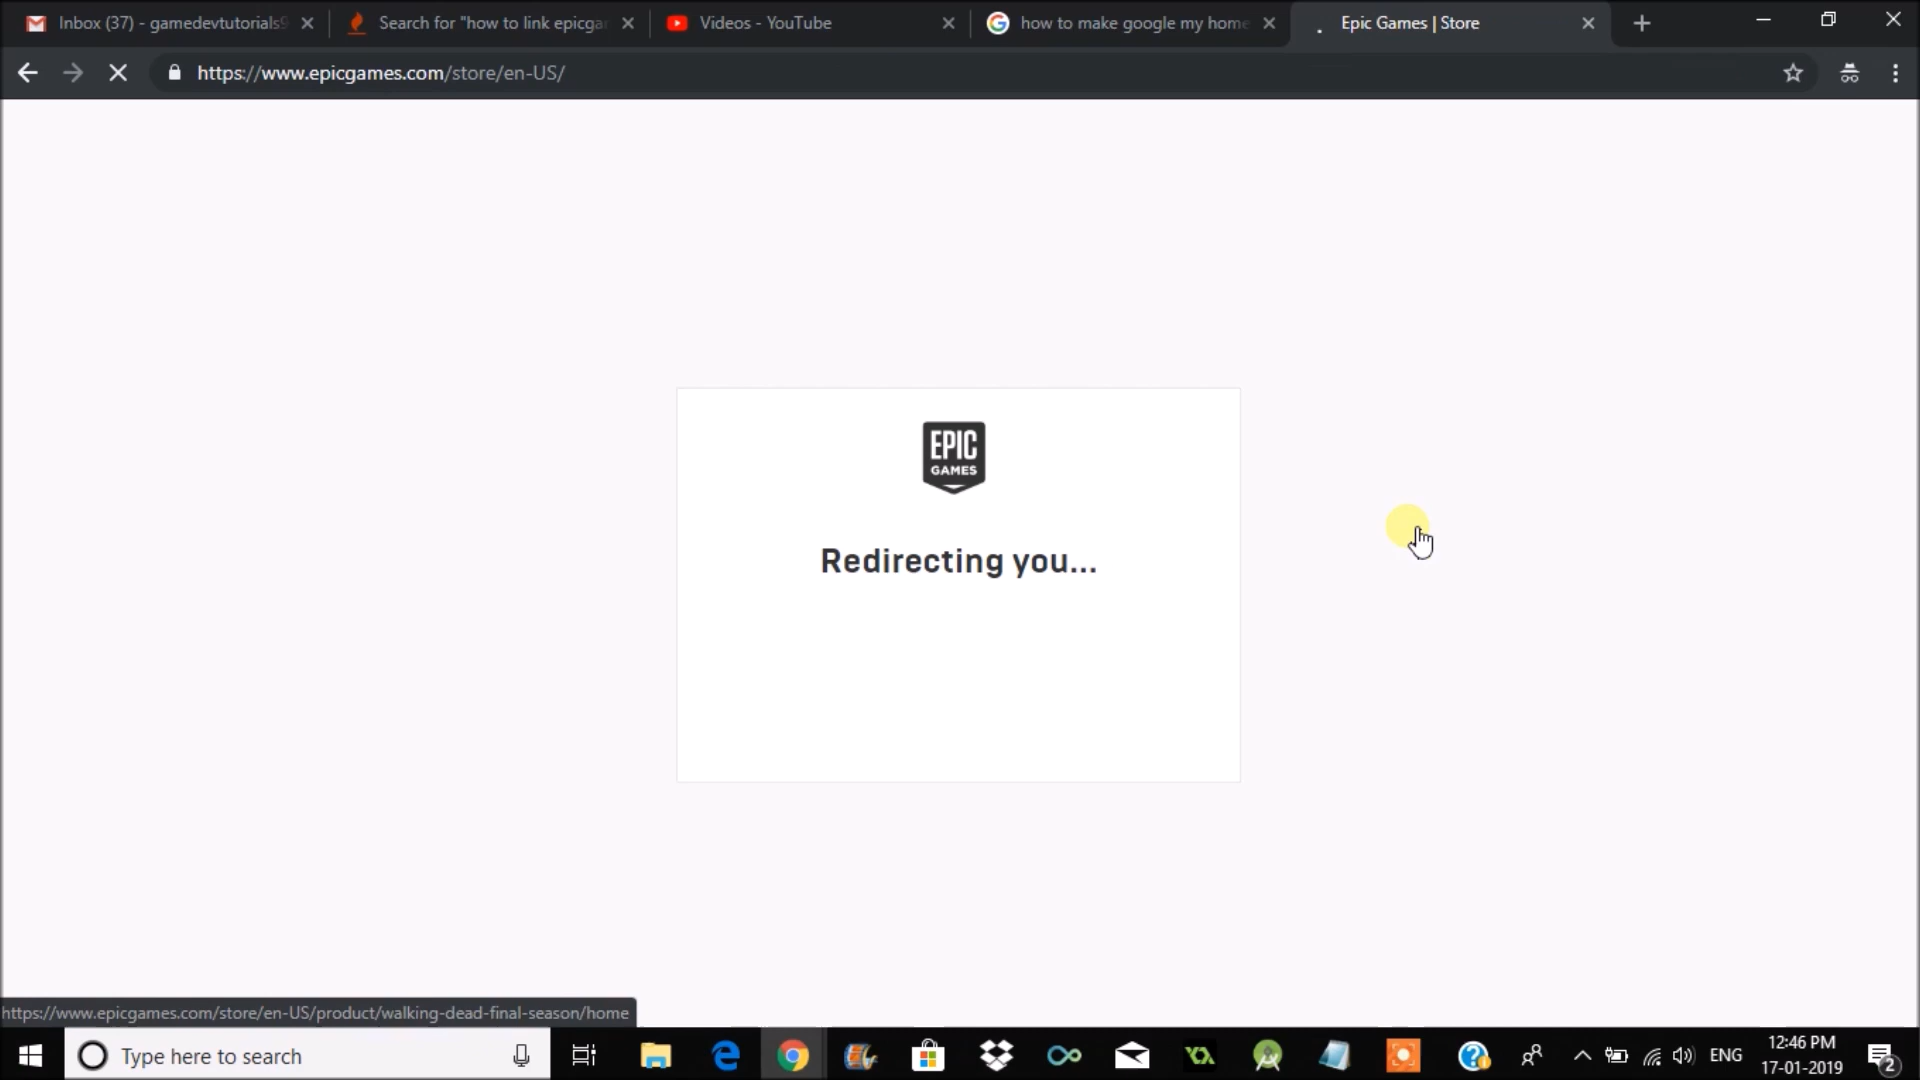 Inbox (37) - gamedevtutorials9
Search for "how to link epicga
Videos - YouTube
how to make google my home
Epic Games | Store
https://www.epicgames.com/store/en-US/
EPIC
GAMES
Redirecting you...
https://www.epicgames.com/store/en-US/product/walking-dead-final-season/home
Type here to search
ENG
12:46 PM
17-01-2019
2